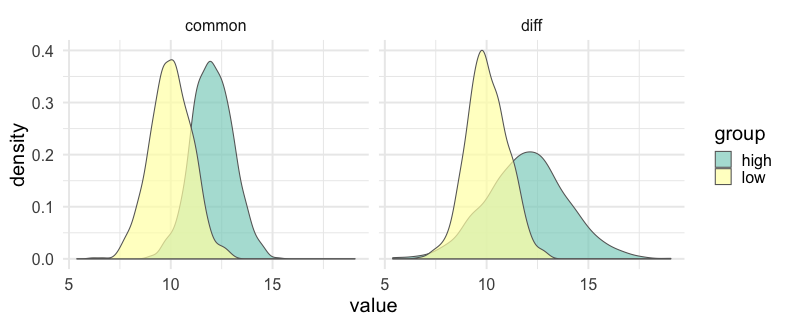 common diff
density
0.4
0.3
0.2
0.1
0.0
5 10 15 5 10 15
value
group
high
low